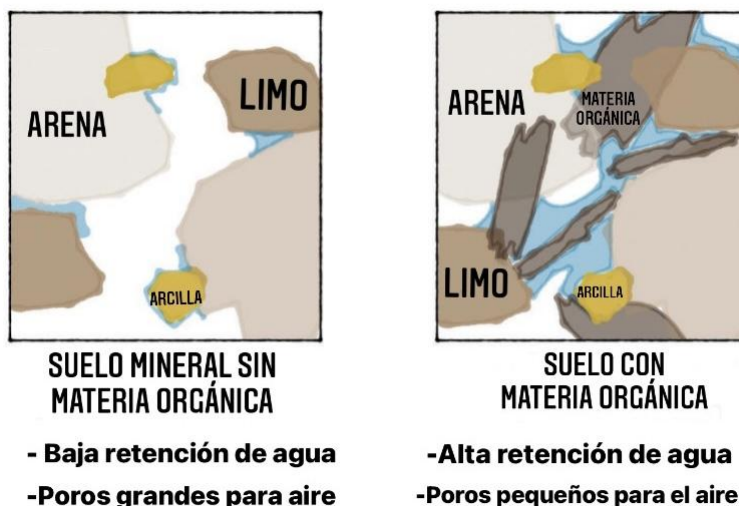 ARENA
LIMO
ARCILLA
SUELO MINERAL SIN
MATERIA ORGÁNICA
- Baja retención de agua
-Poros grandes para aire
ARENA
MATERIA
ORGÁNICA
LIMO
ARCILLA
SUELO CON
MATERIA ORGÁNICA
-Alta retención de agua
-Poros pequeños para el aire